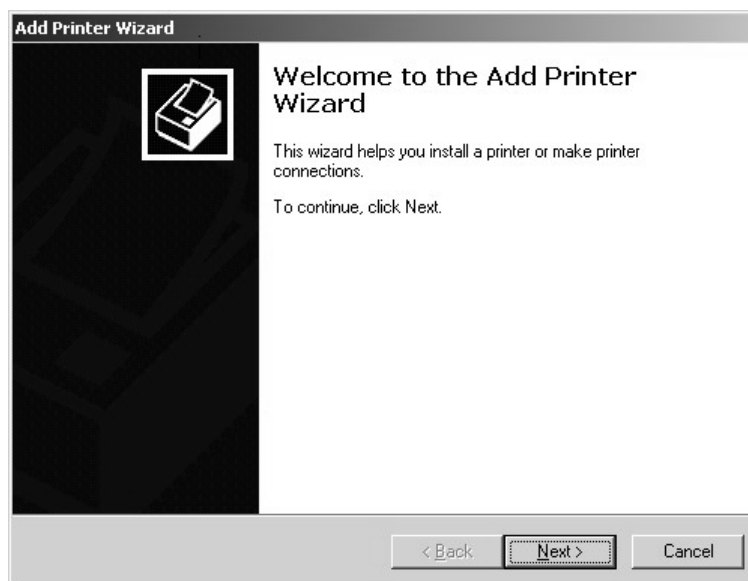 Add Printer Wizard
Welcome to the Add Printer
Wizard
This wizard helps you install a printer or make printer
connections.
To continue, click Next.
< Back Next > Cancel